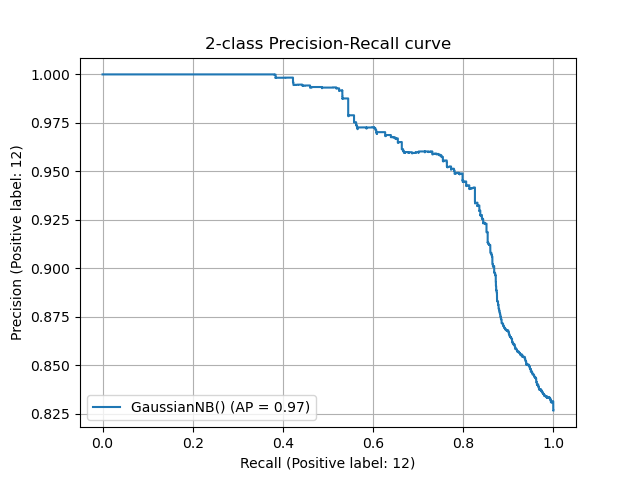 2-class Precision-Recall curve
Precision (Positive label: 12)
1.000
0.975
0.950
0.925
0.900
0.875
0.850
0.825
GaussianNB() (AP = 0.97)
0.0 0.2 0.4 0.6 0.8 1.0
Recall (Positive label: 12)